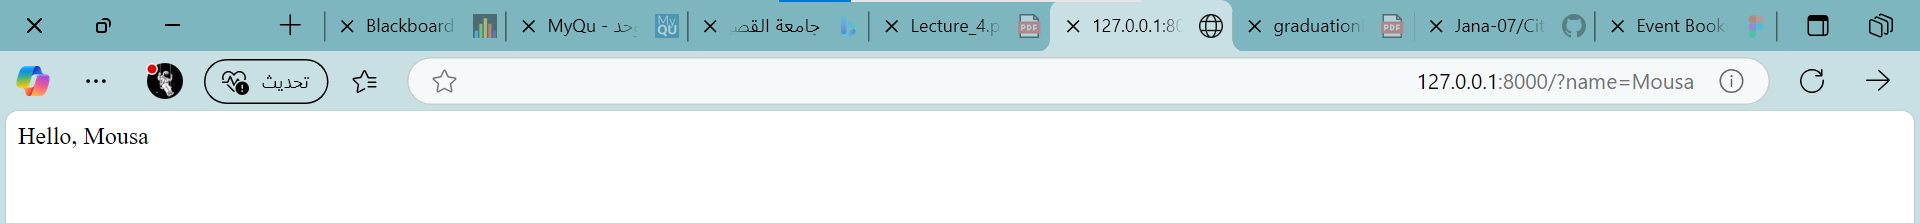 Blackboard
MyQu - وحد
جامعة القص
Lecture_4.p
127.0.0.1:80
graduation
Jana-07/Cit
Event Book
تحديث
127.0.0.1:8000/?name=Mousa
Hello, Mousa